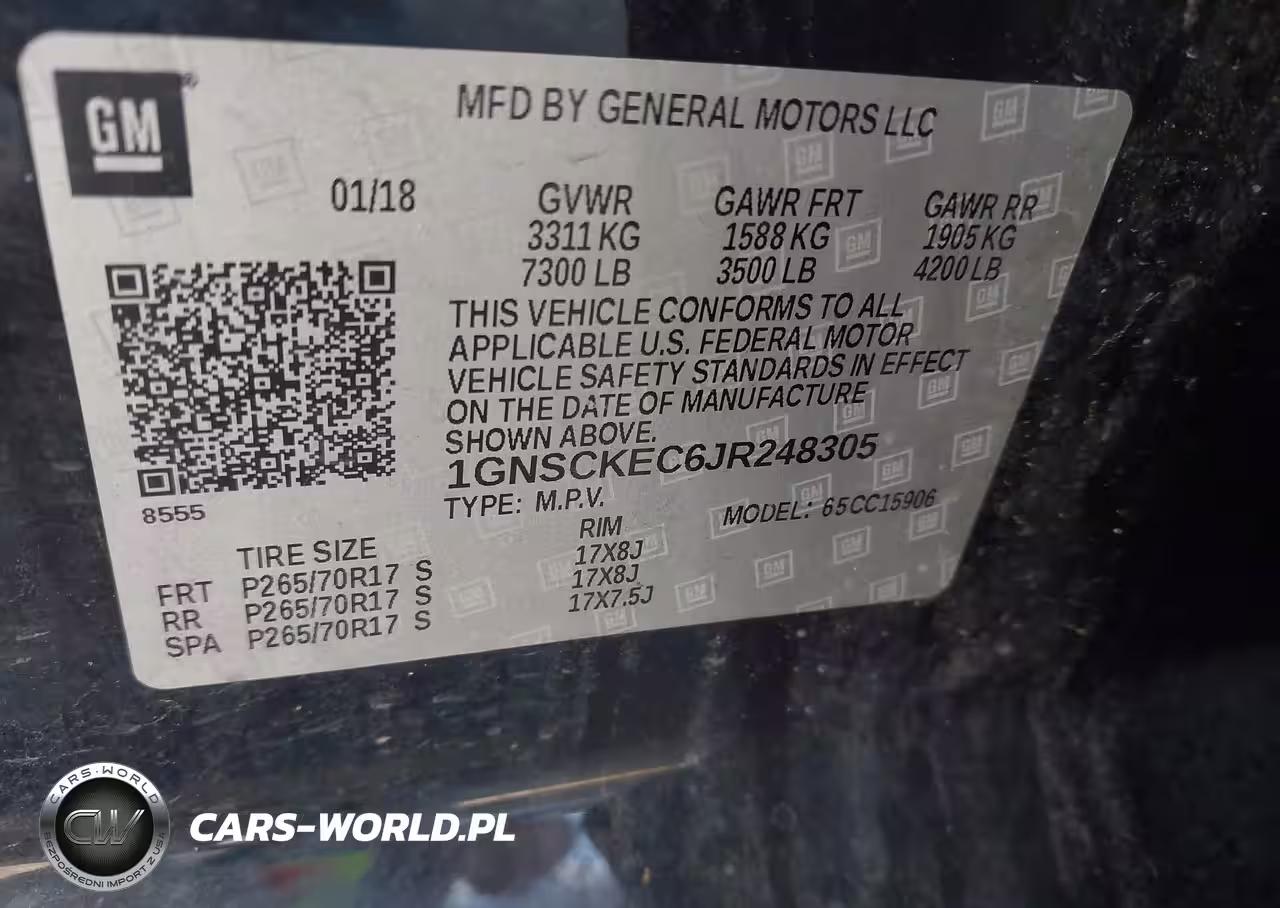 GM
MFD BY GENERAL MOTORS LLC
01/18 GVWR GAWR FRT GAWR RR
3311 KG 1588 KG 1905 KG
7300 LB 3500 LB 4200 LB
THIS VEHICLE CONFORMS TO ALL
APPLICABLE U.S. FEDERAL MOTOR
VEHICLE SAFETY STANDARDS IN EFFECT
ON THE DATE OF MANUFACTURE
SHOWN ABOVE.
1GNSCKEC6JR248305
TYPE: M.P.V. MODEL: 65CC15906
8555
TIRE SIZE RIM
FRT P265/70R17 S 17X8J
RR P265/70R17 S 17X8J
SPA P265/70R17 S 17X7.5J
CARS-WORLD
CW
BEZPOŚREDNI IMPORT Z USA
CARS-WORLD.PL